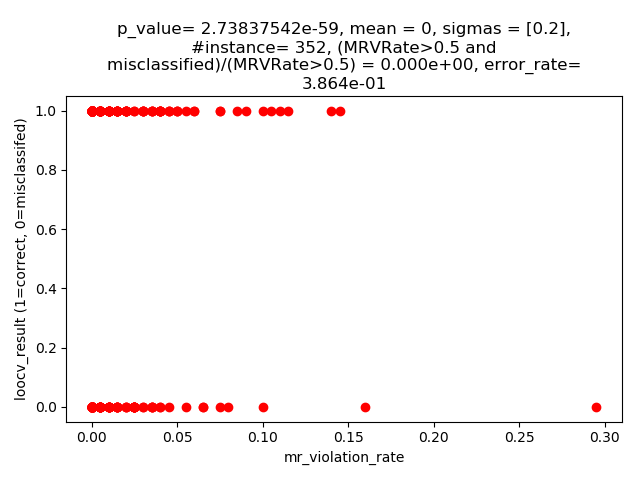 p_value= 2.73837542e-59, mean = 0, sigmas = [0.2],
#instance= 352, (MRVRate>0.5 and
misclassified)/(MRVRate>0.5) = 0.000e+00, error_rate=
3.864e-01
1.0
0.8
0.6
0.4
0.2
0.0
loocv_result (1=correct, 0=misclassifed)
0.00 0.05 0.10 0.15 0.20 0.25 0.30
mr_violation_rate